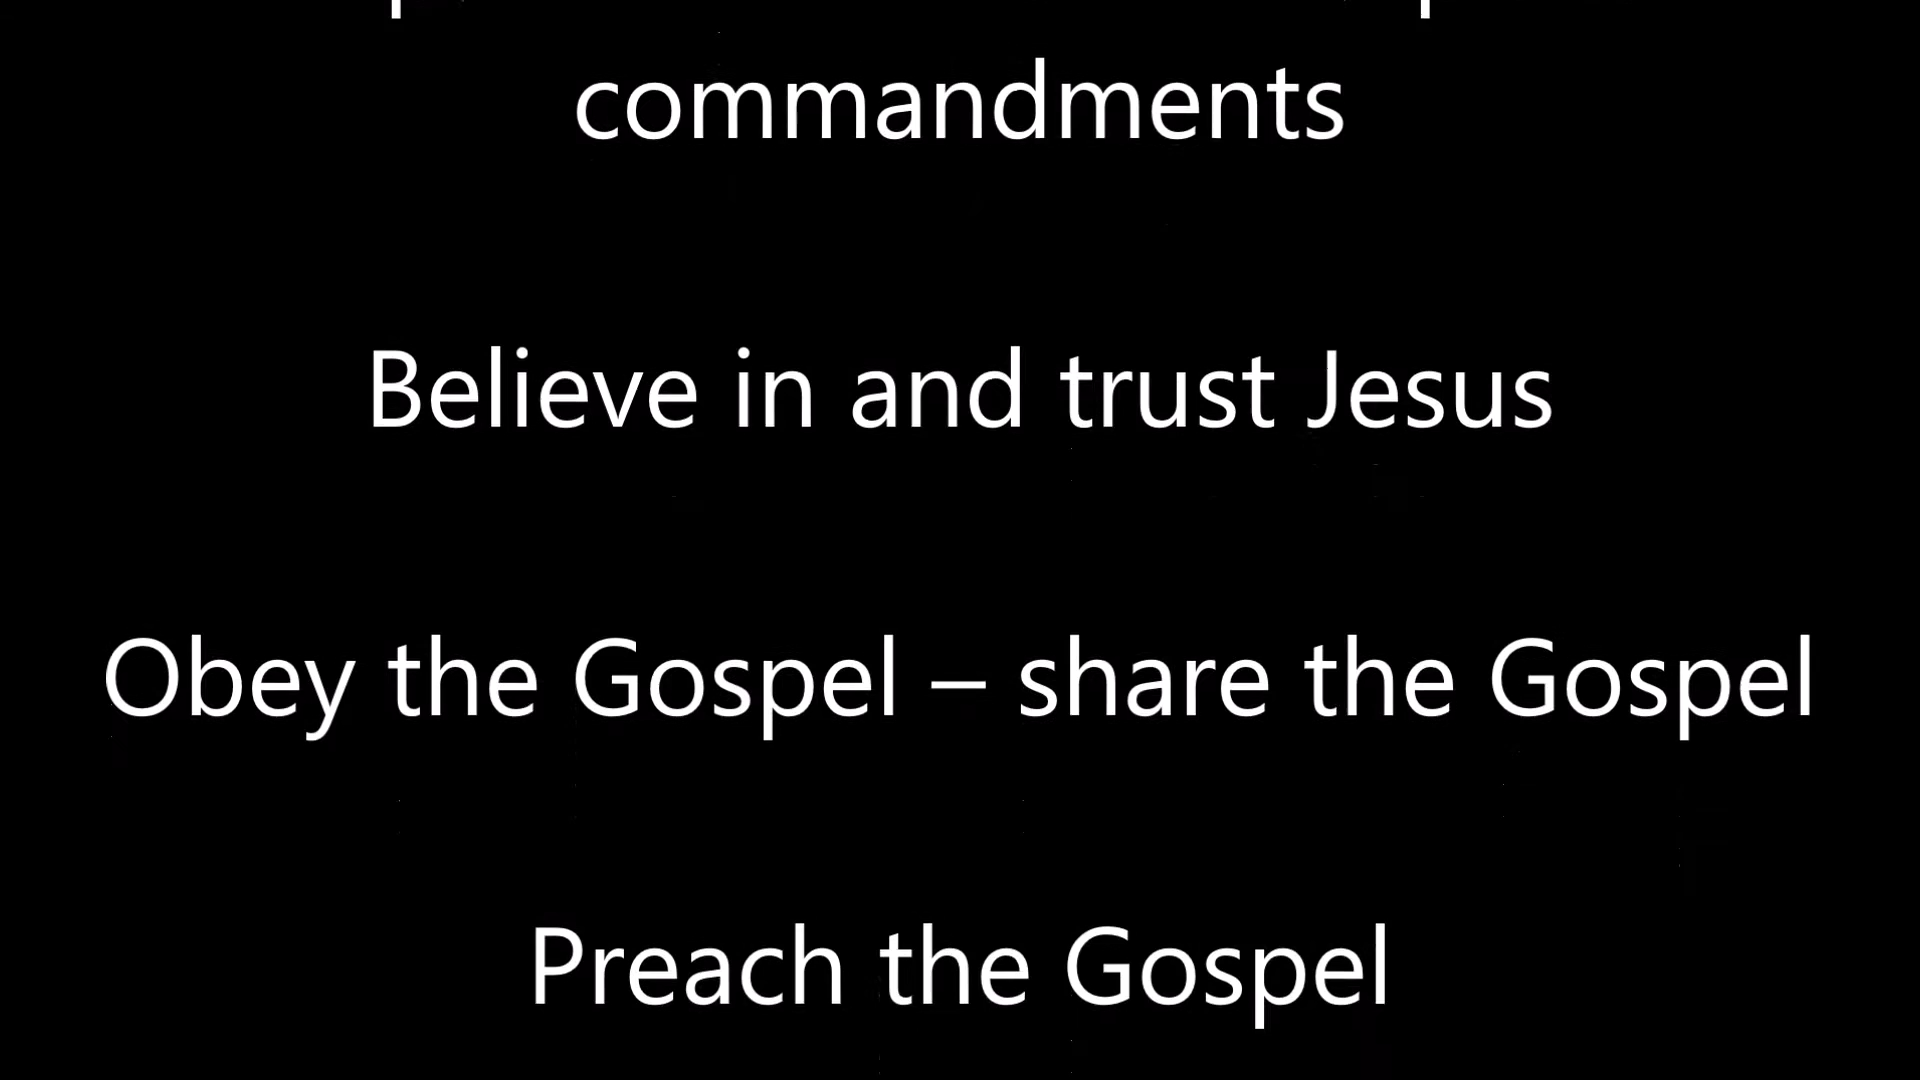 commandments
Believe in and trust Jesus
Obey the Gospel – share the Gospel
Preach the Gospel